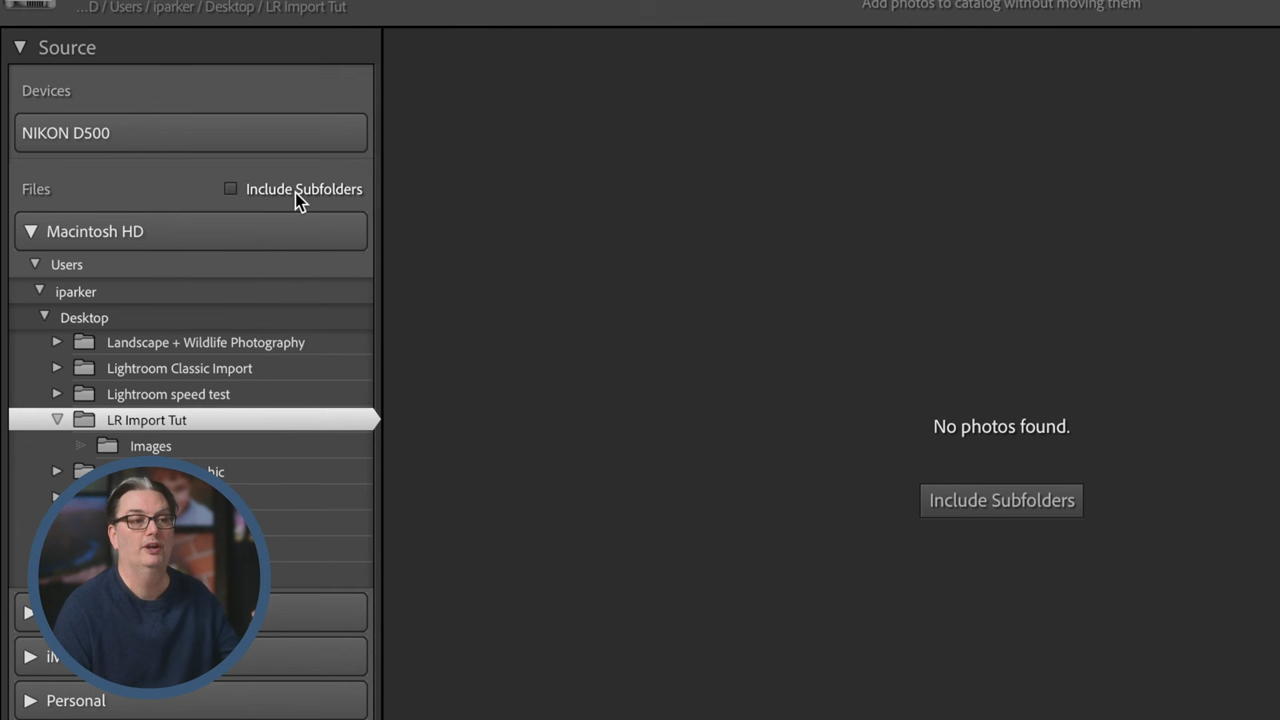 ...D / Users / iparker / Desktop / LR Import Tut
Add photos to catalog without moving them
Source
Devices
NIKON D500
Files
Include Subfolders
Macintosh HD
Users
iparker
Desktop
Landscape + Wildlife Photography
Lightroom Classic Import
Lightroom speed test
LR Import Tut
Images
No photos found.
Include Subfolders
Personal